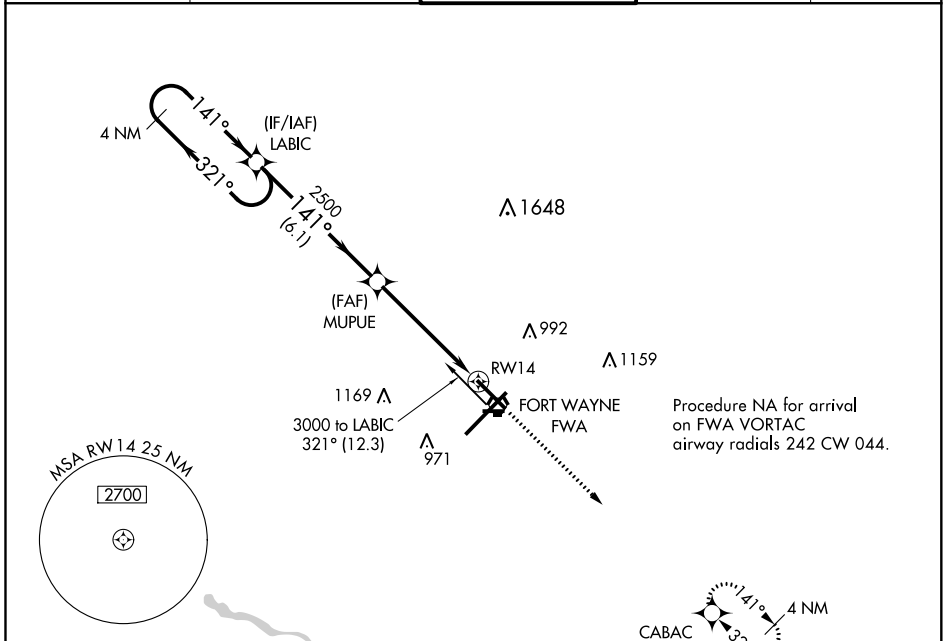 141°
4 NM
(IF/IAF)
LABIC
321°
2500
141°
(6.1)
1648
(FAF)
MUPUE
992
RW14
1159
1169
FORT WAYNE
FWA
3000 to LABIC
321° (12.3)
971
Procedure NA for arrival
on FWA VORTAC
airway radials 242 CW 044.
MSA RW 14 25 NM
2700
141°
4 NM
CABAC